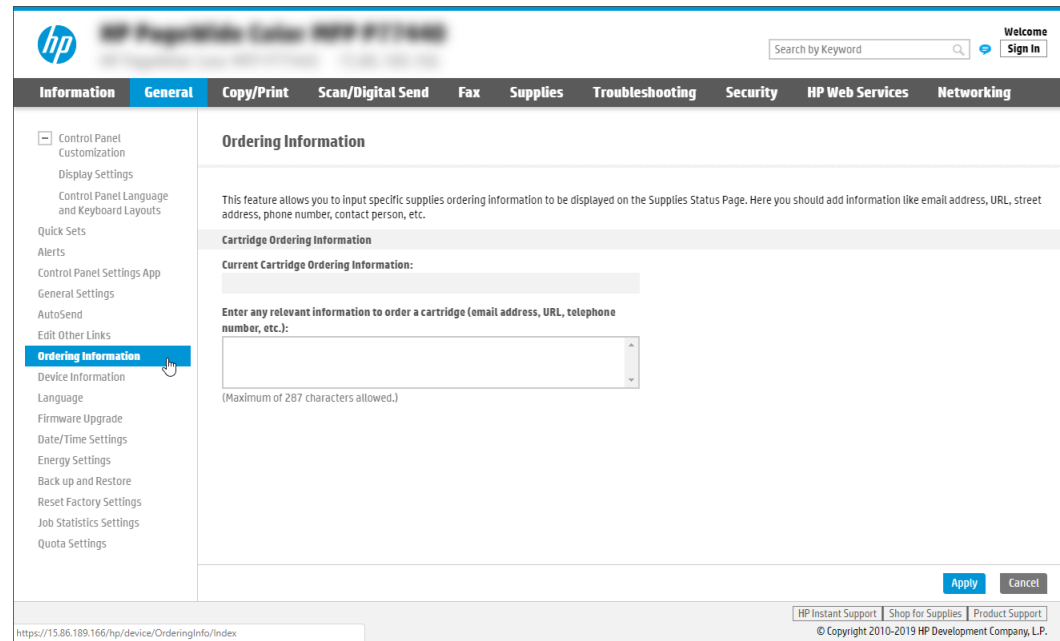 hp
Welcome
Search by Keyword
Sign In
Information General Copy/Print Scan/Digital Send Fax Supplies Troubleshooting Security HP Web Services Networking
Control Panel
Customization
Display Settings
Control Panel Language
and Keyboard Layouts
Quick Sets
Alerts
Control Panel Settings App
General Settings
AutoSend
Edit Other Links
Ordering Information
Device Information
Language
Firmware Upgrade
Date/Time Settings
Energy Settings
Back up and Restore
Reset Factory Settings
Job Statistics Settings
Quota Settings
Ordering Information
This feature allows you to input specific supplies ordering information to be displayed on the Supplies Status Page. Here you should add information like email address, URL, street
address, phone number, contact person, etc.
Cartridge Ordering Information
Current Cartridge Ordering Information:
Enter any relevant information to order a cartridge (email address, URL, telephone
number, etc.):
(Maximum of 287 characters allowed.)
Apply Cancel
HP Instant Support Shop for Supplies Product Support
https://15.86.189.166/hp/device/OrderingInfo/Index
© Copyright 2010-2019 HP Development Company, L.P.